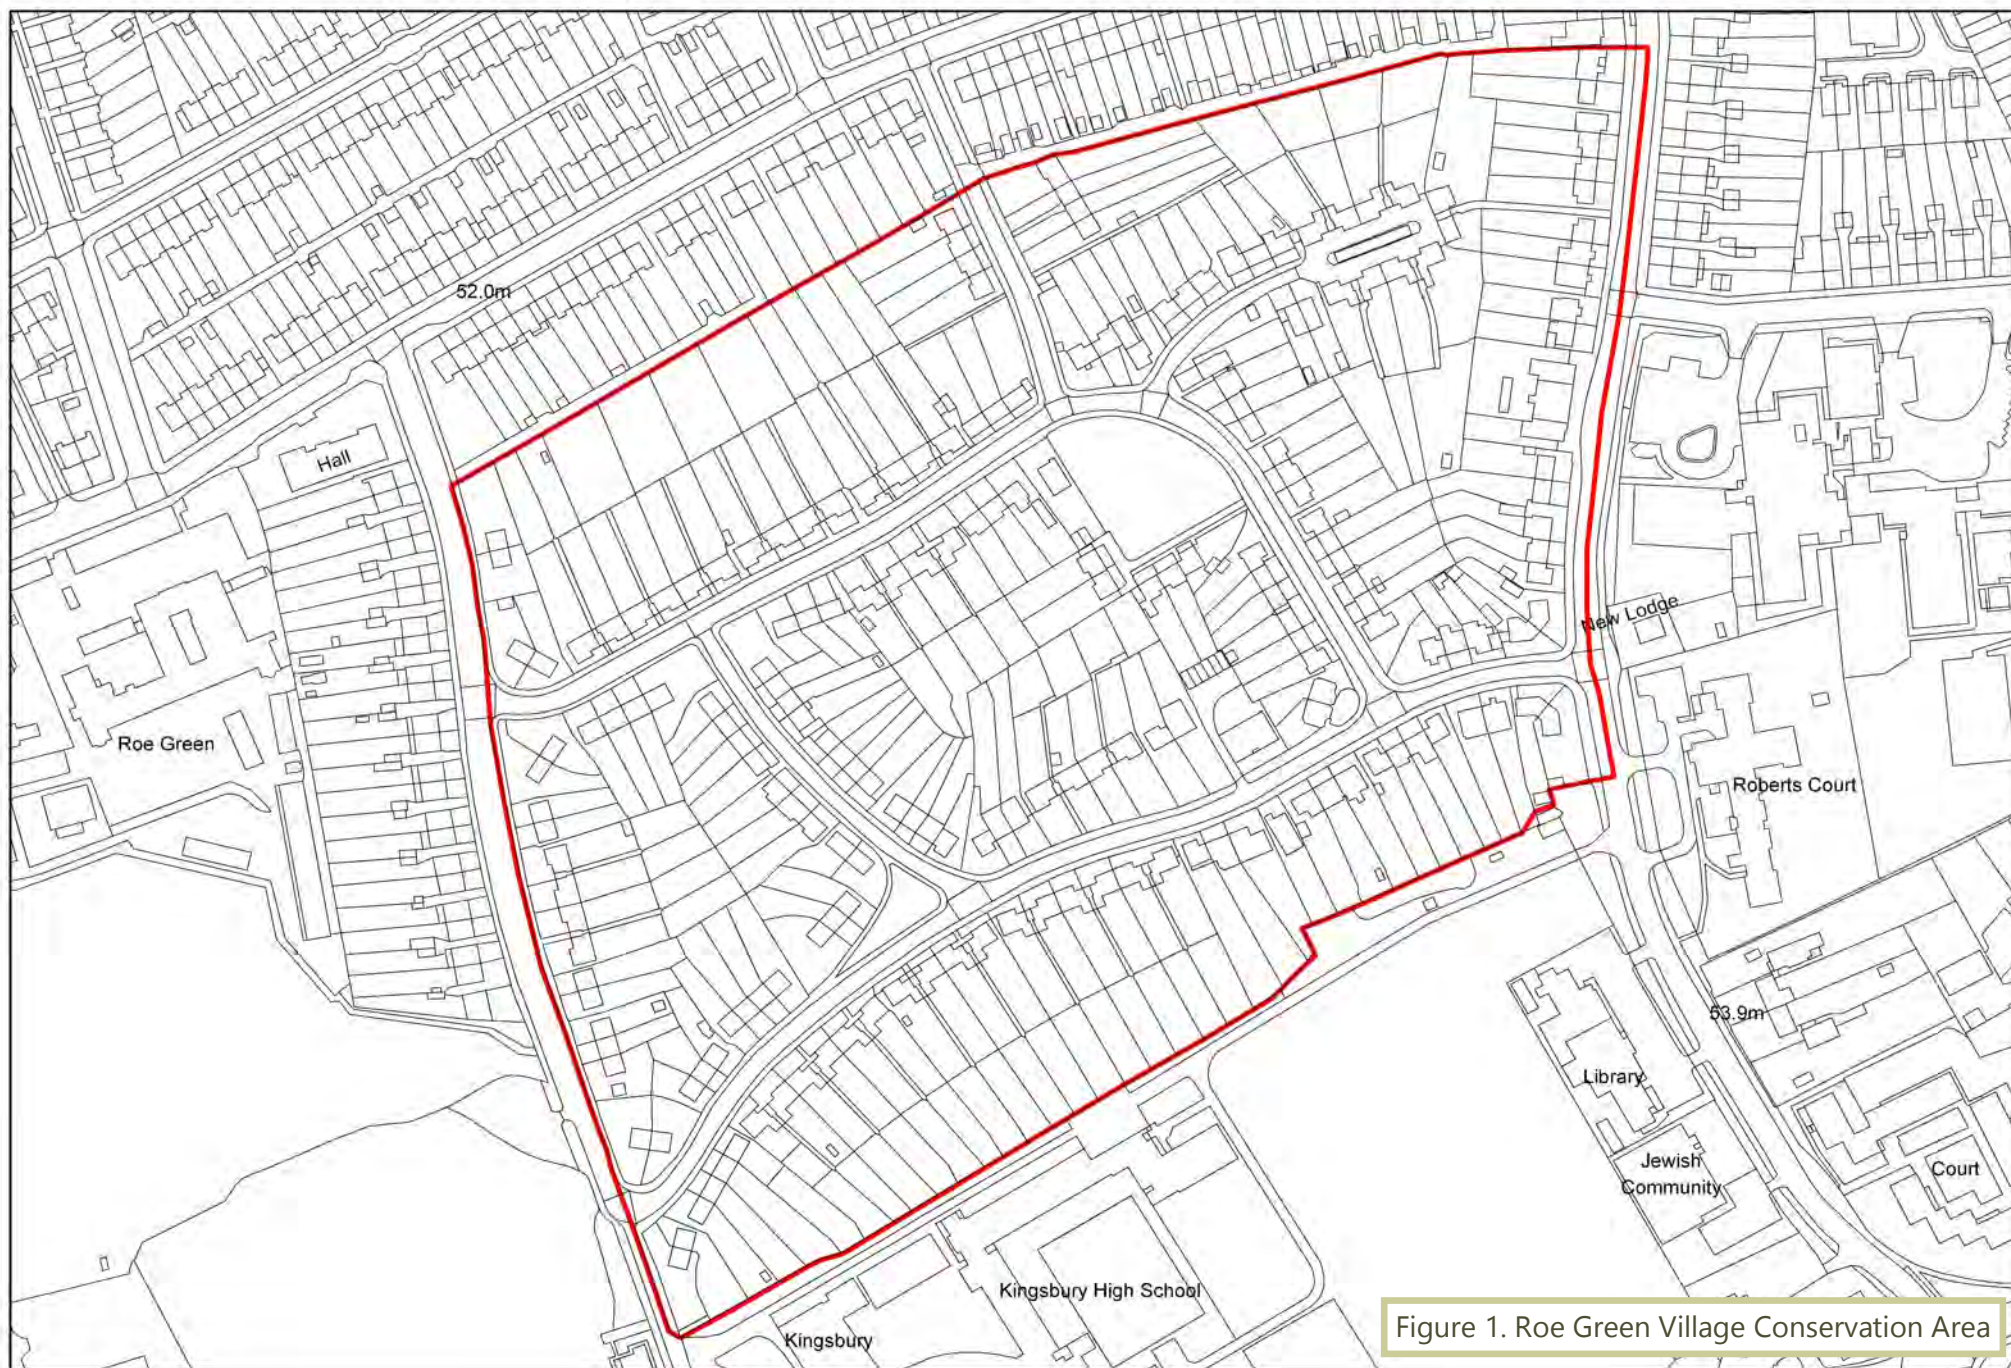 52.0m
Hall
New Lodge
Roe Green
Roberts Court
53.9m
Library
Jewish
Community
Court
Kingsbury High School
Kingsbury
Figure 1. Roe Green Village Conservation Area